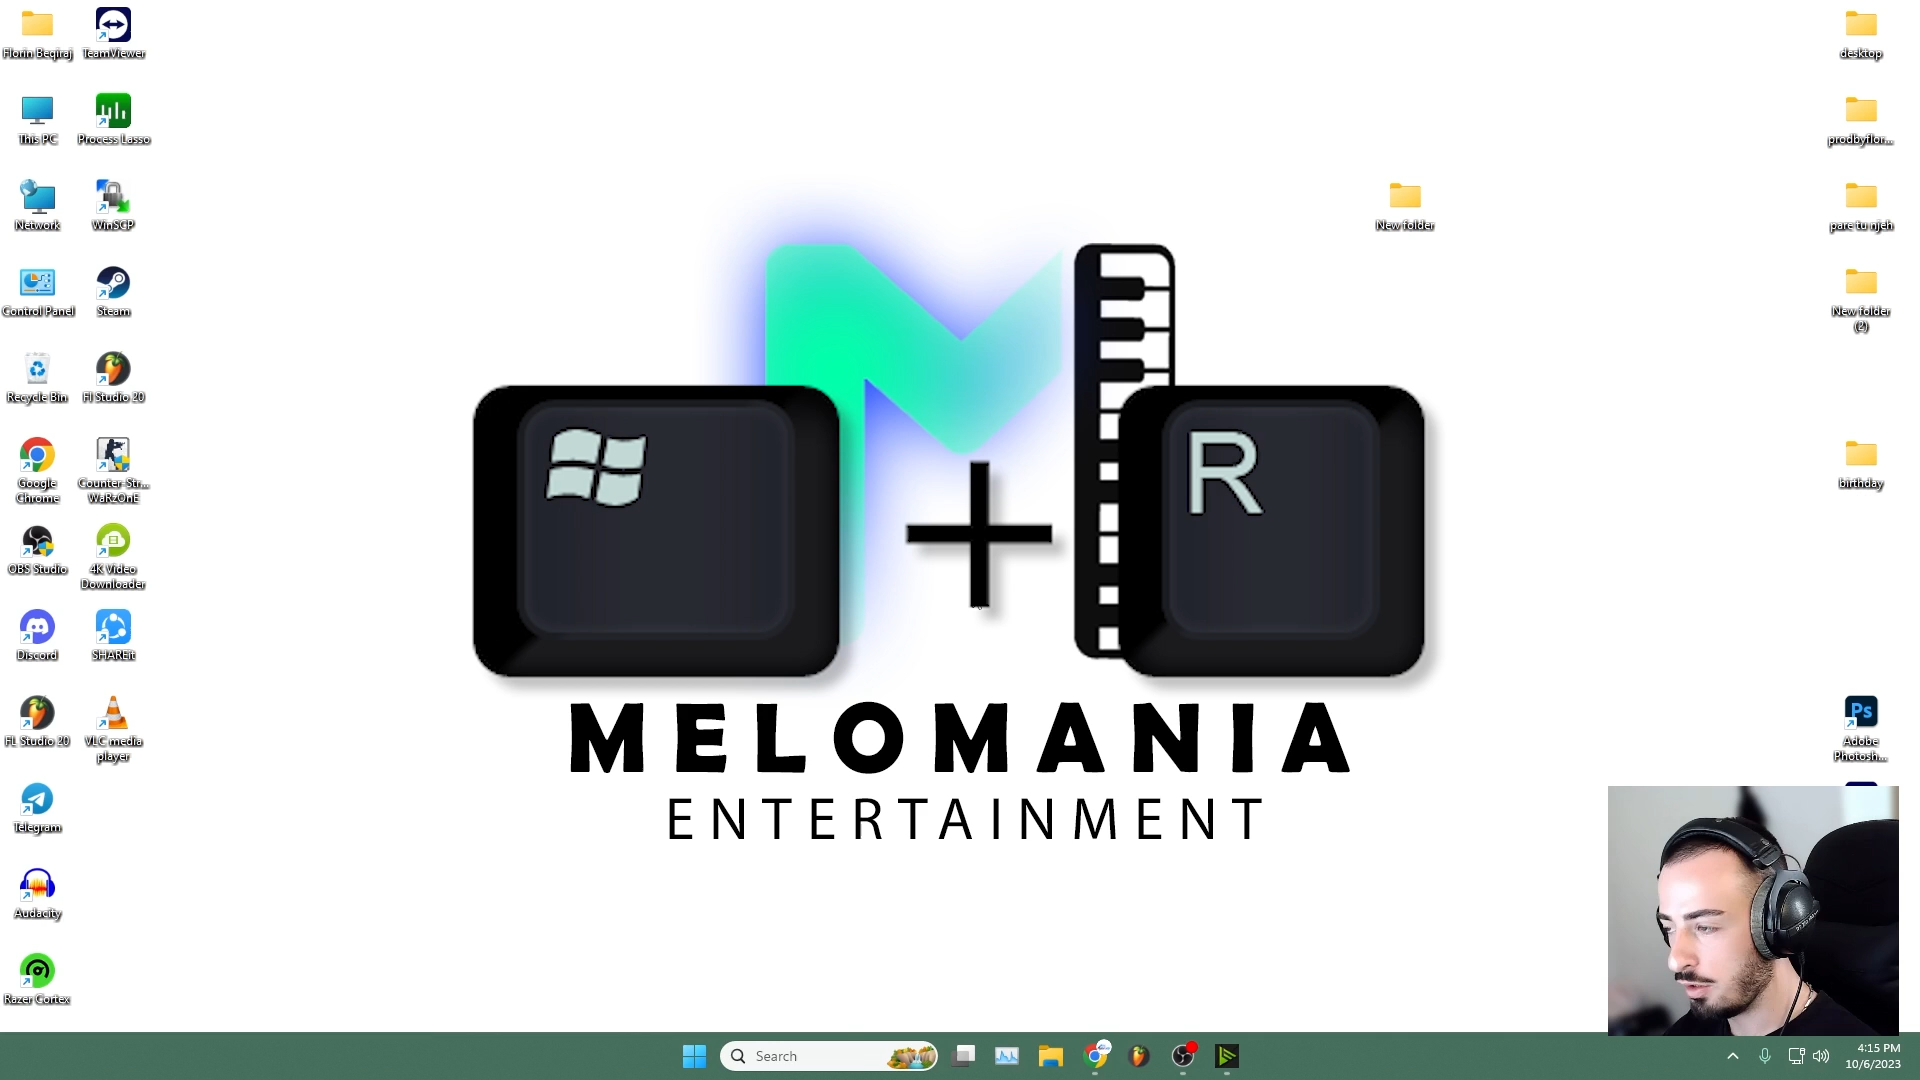 Florin Beqiraj
TeamViewer
This PC
Process Lasso
Network
WinSCP
Control Panel
Steam
Recycle Bin
Fl Studio 20
Google
Chrome
Counter-Str...
WaRzOnE
OBS Studio
4K Video
Downloader
Discord
SHAREit
FL Studio 20
VLC media
player
Telegram
Audacity
Razer Cortex
New folder
desktop
prodbyflor...
pare tu njeh
New folder
(2)
birthday
Ps
Adobe
Photosh...
R
+
MELOMANIA
ENTERTAINMENT
Search
4:15 PM
10/6/2023